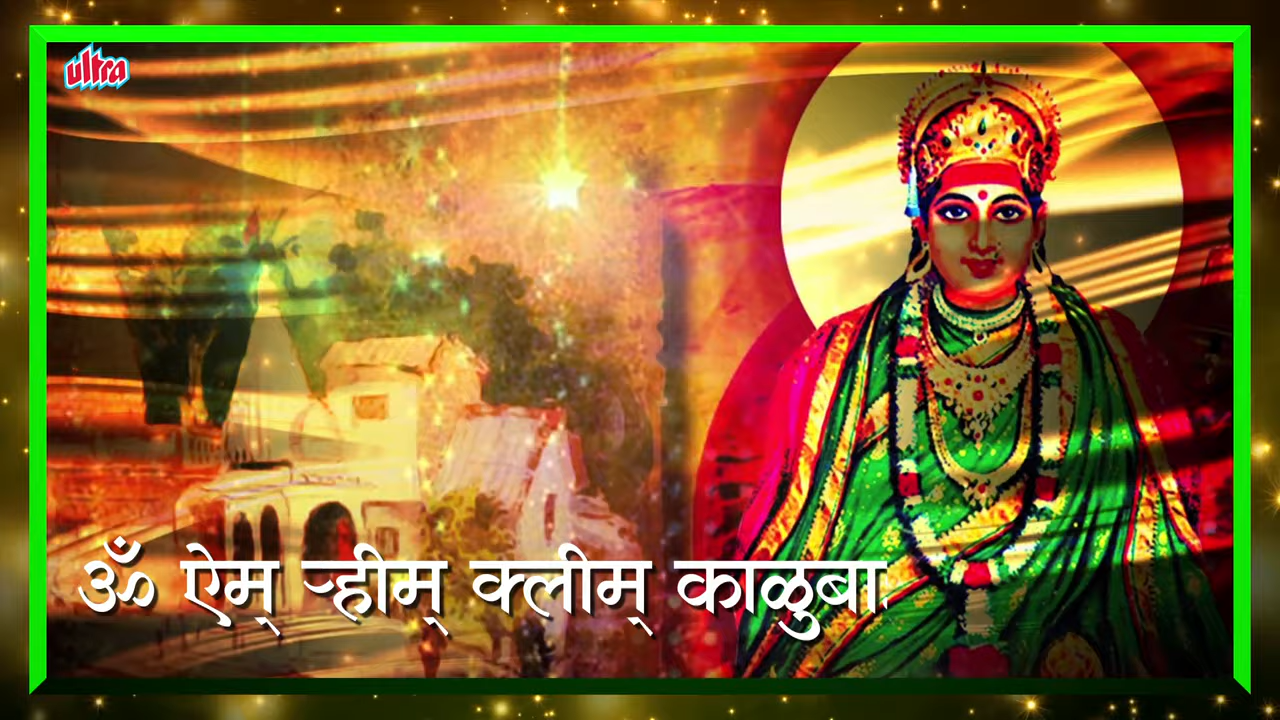 ultra
ॐ ऐम् ऱ्हीम् क्लीम् काळुबा